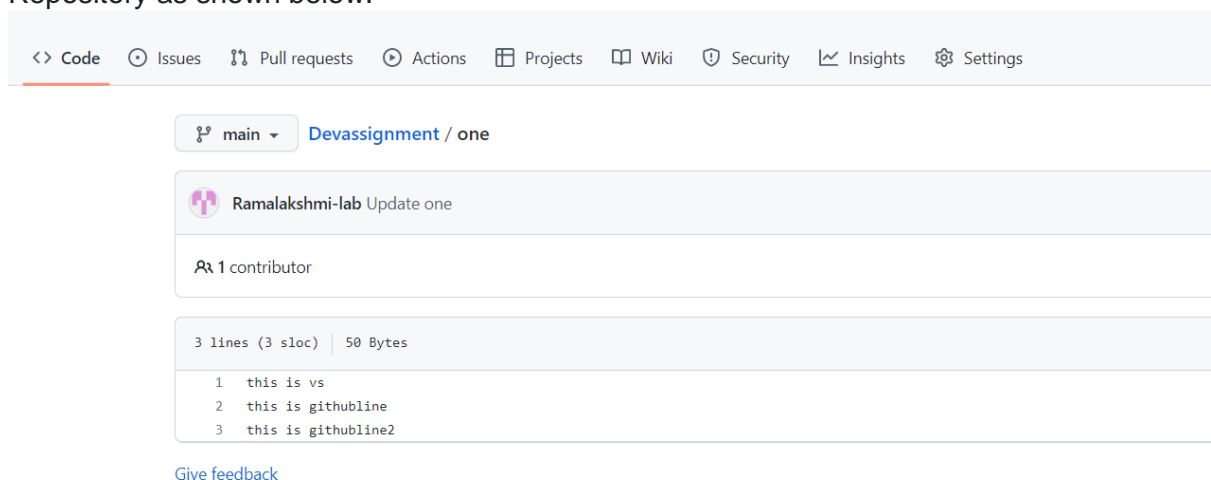 Repository as shown below.
<> Code Issues Pull requests Actions Projects Wiki Security Insights Settings
main Devassignment / one
Ramalakshmi-lab Update one
1 contributor
3 lines (3 sloc) 50 Bytes
1 this is vs
2 this is githubline
3 this is githubline2
Give feedback